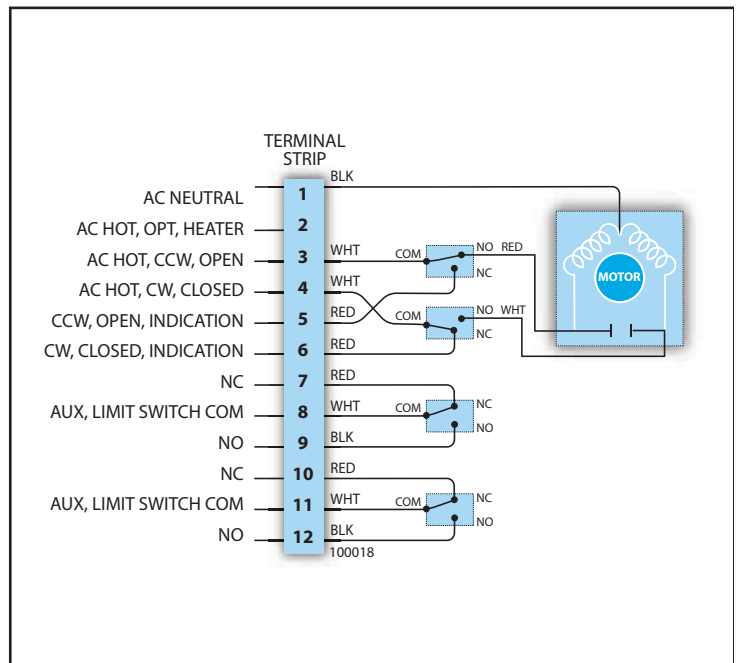 TERMINAL
STRIP
AC NEUTRAL 1 BLK
AC HOT, OPT, HEATER 2
AC HOT, CCW, OPEN 3 WHT COM NO RED
NC
AC HOT, CW, CLOSED 4 WHT
CCW, OPEN, INDICATION 5 RED COM NO WHT
NC
CW, CLOSED, INDICATION 6 RED
MOTOR
NC 7 RED
NC
AUX, LIMIT SWITCH COM 8 WHT COM
NO
NO 9 BLK
NC 10 RED
NC
AUX, LIMIT SWITCH COM 11 WHT COM
NO
NO 12 BLK
100018